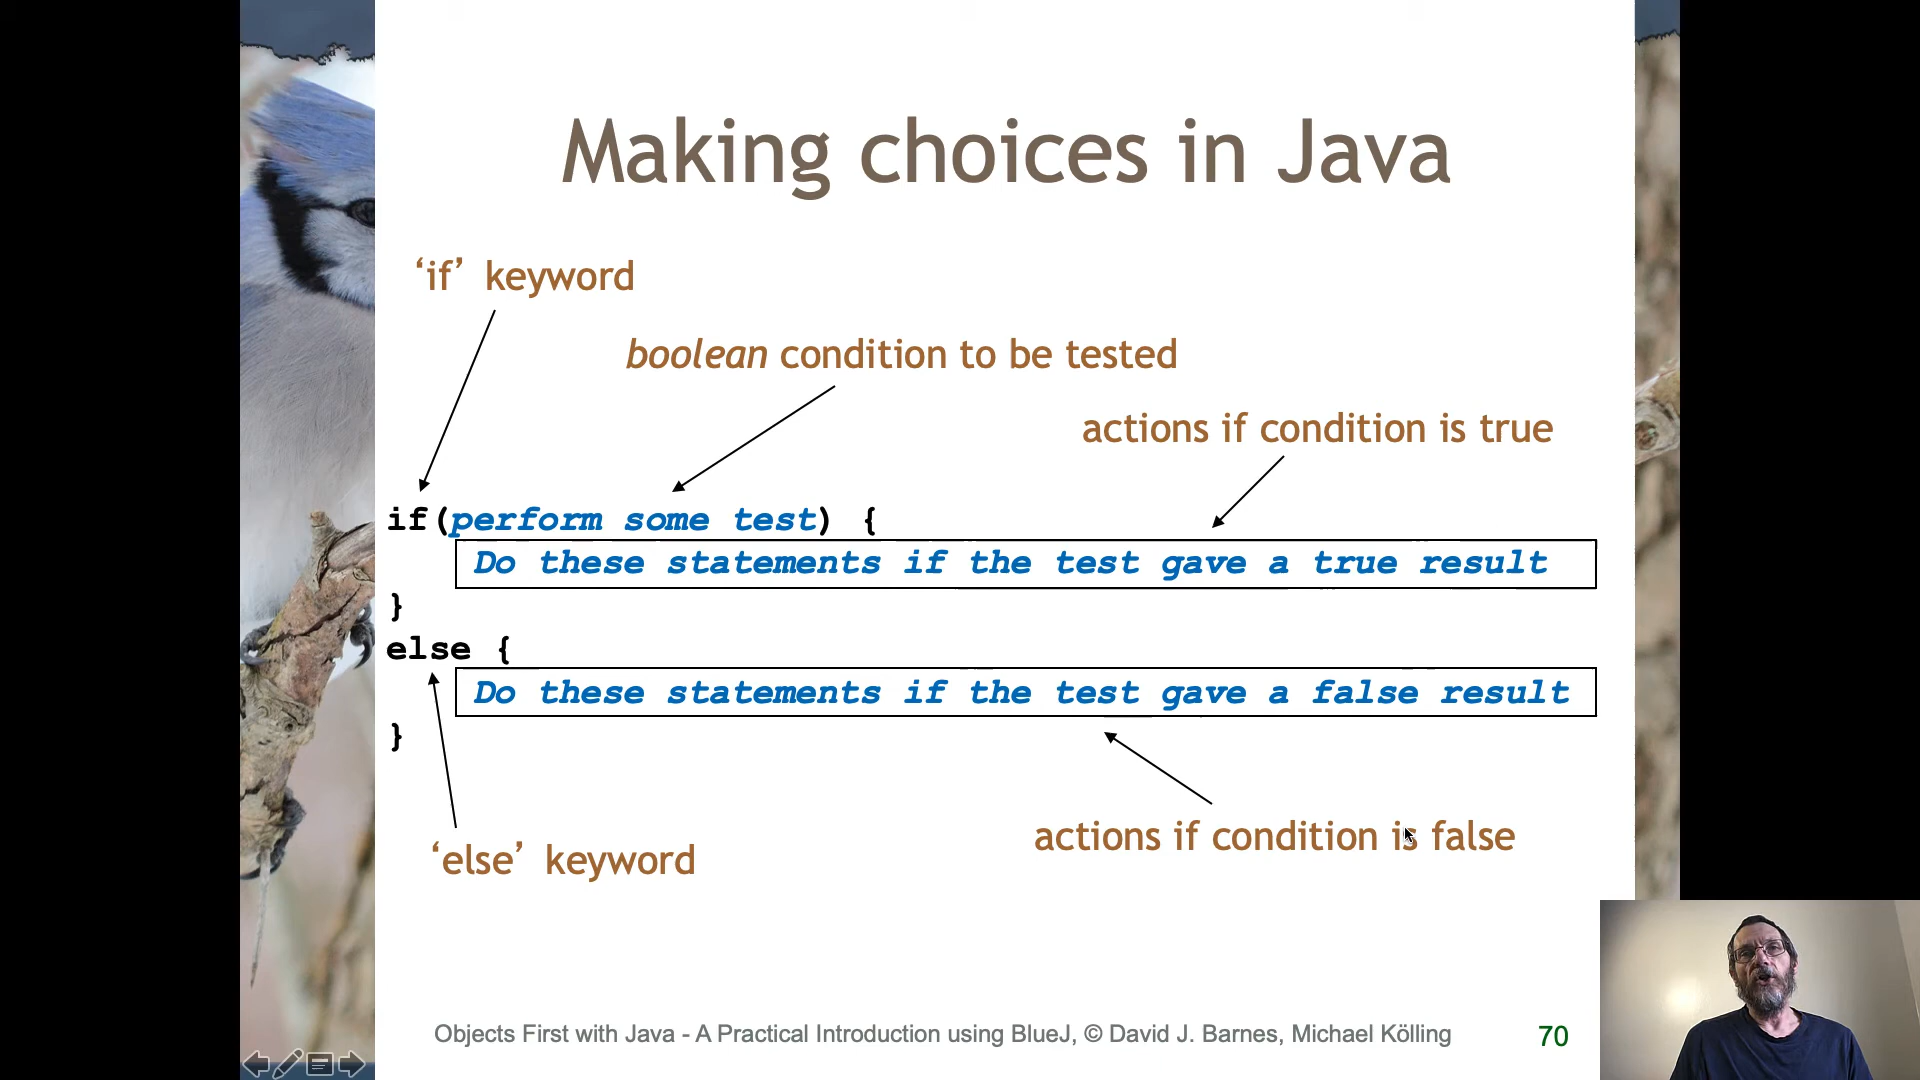 Making choices in Java
‘if’ keyword
boolean condition to be tested
actions if condition is true
if(perform some test) {
Do these statements if the test gave a true result
}
else {
Do these statements if the test gave a false result
}
‘else’ keyword
actions if condition is false
Objects First with Java - A Practical Introduction using BlueJ, © David J. Barnes, Michael Kölling
70